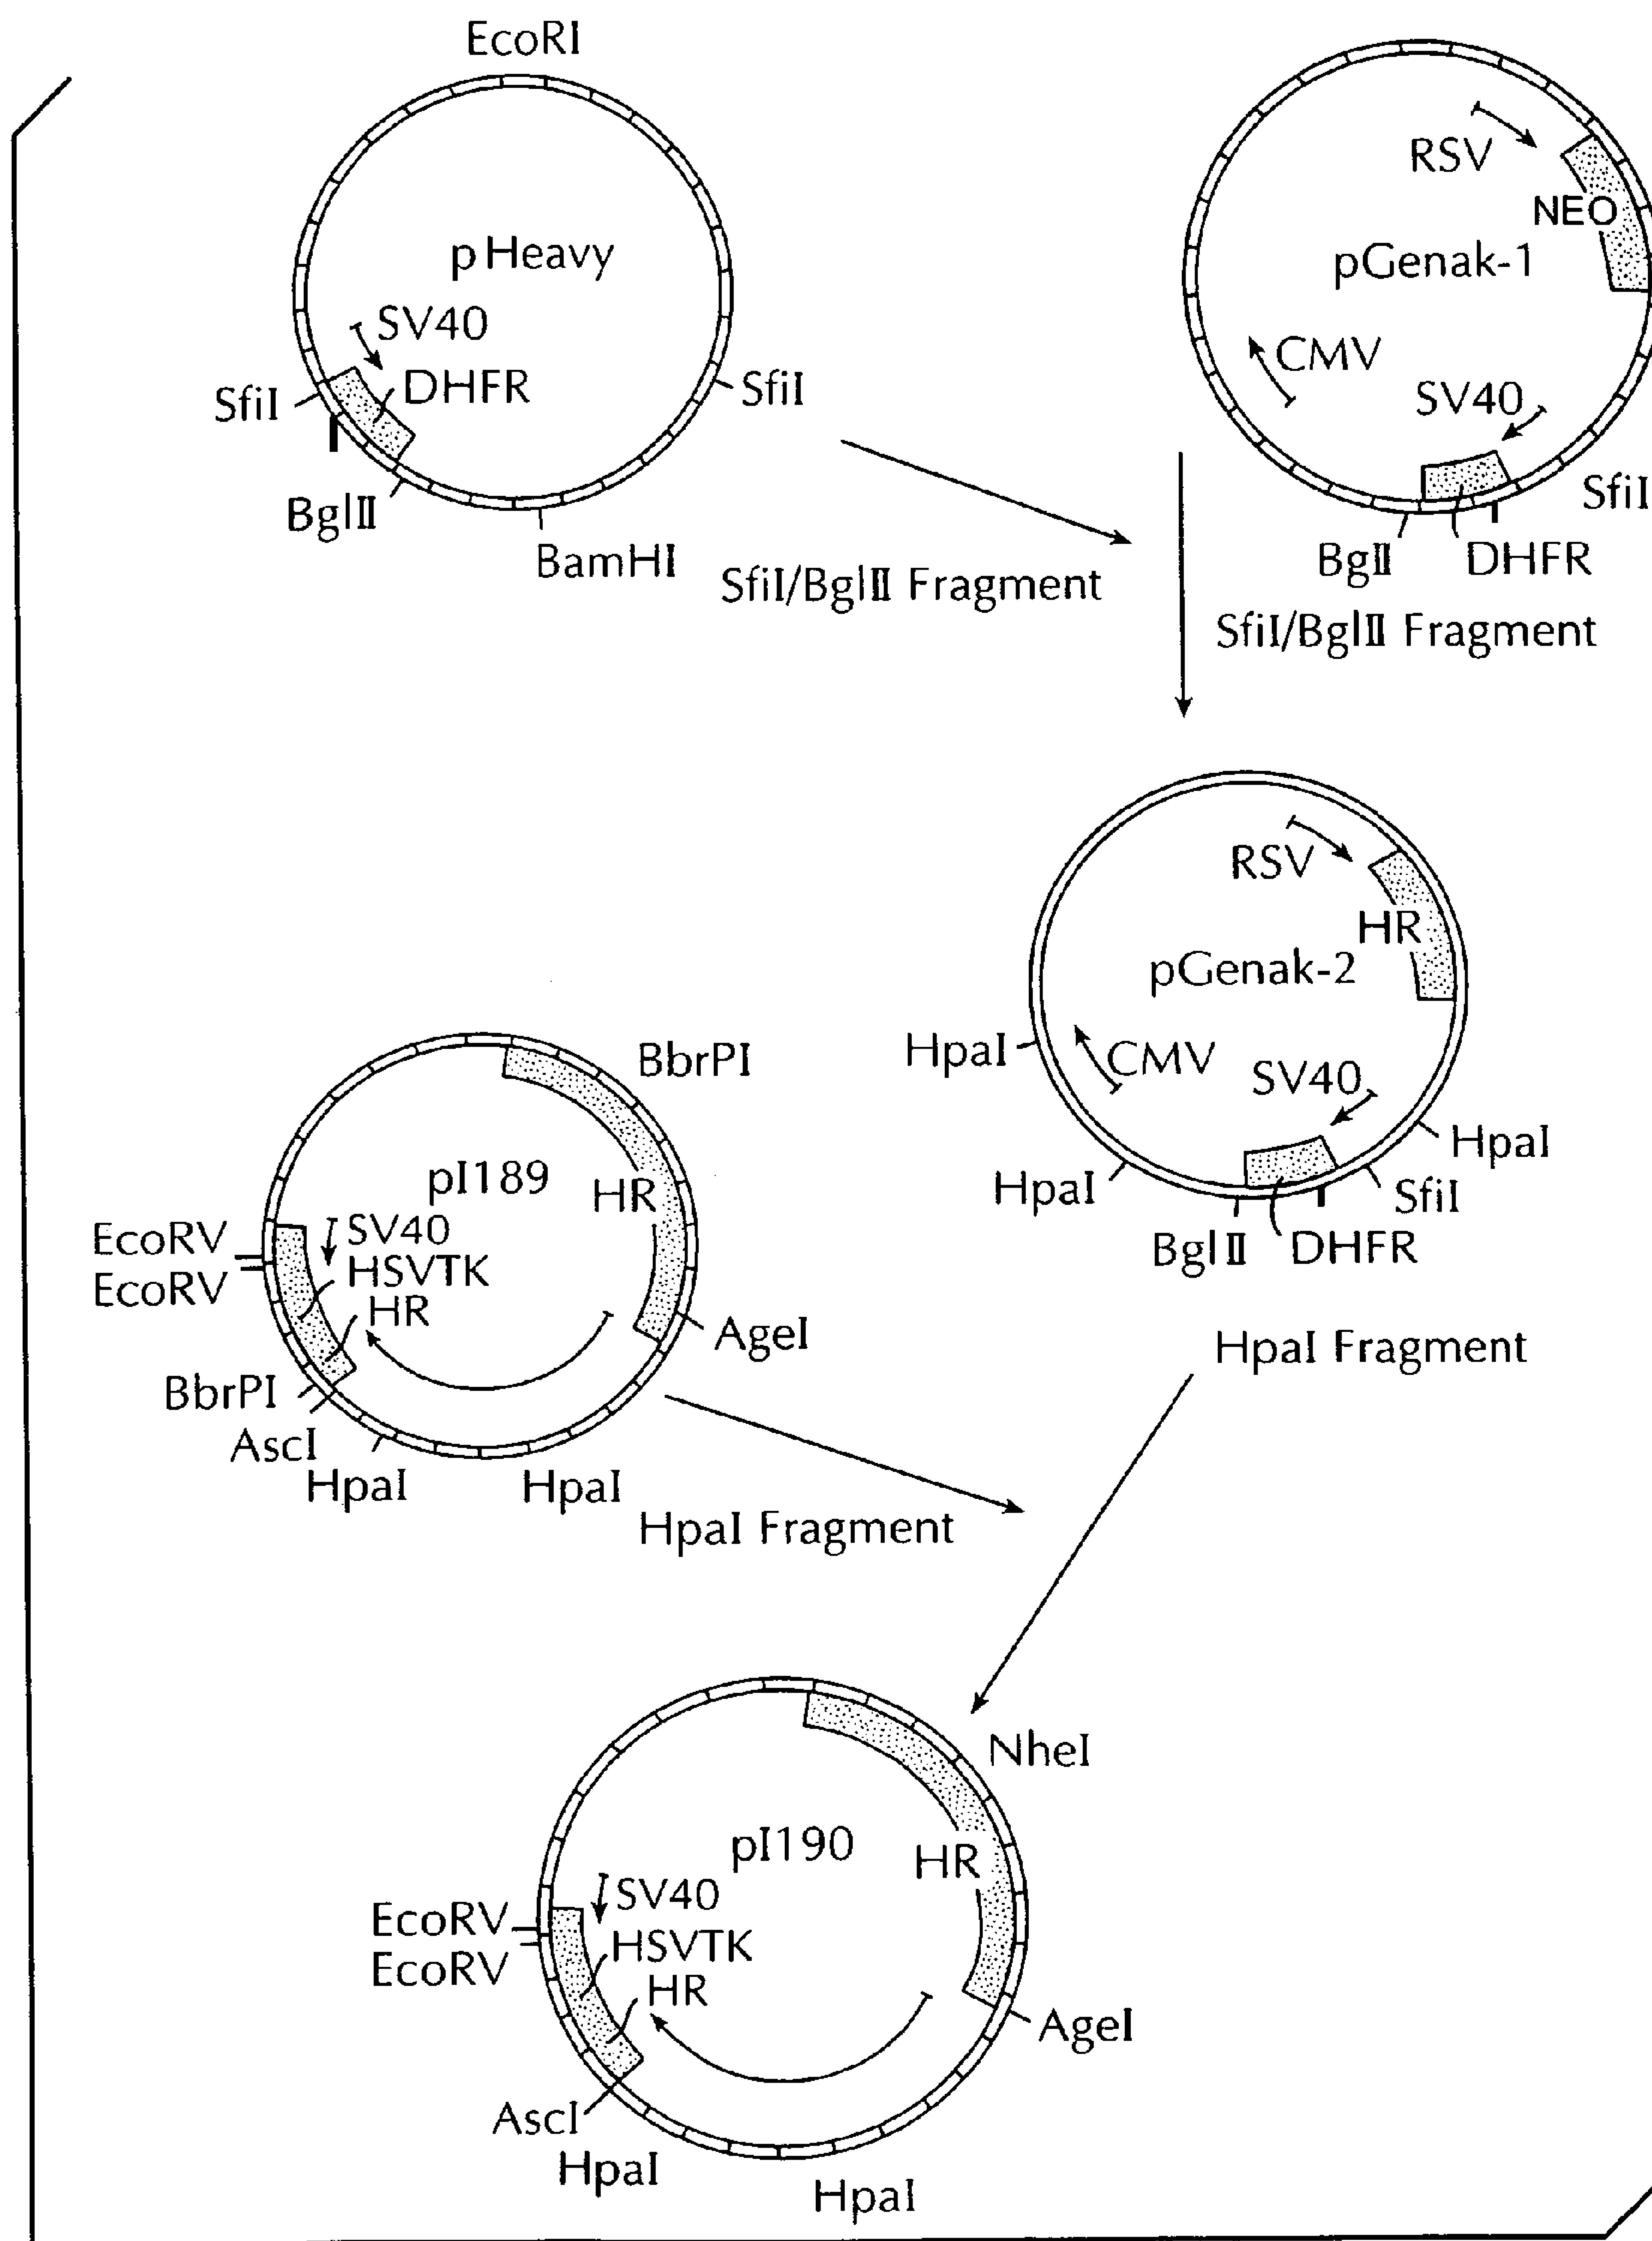 EcoRI
p Heavy
SV40
DHFR
SfiI
SfiI
BglII
BamHI
SfiI/BglII Fragment
RSV
NEO
pGenak-1
CMV
SV40
SfiI
BgII
DHFR
SfiI/BglII Fragment
RSV
HR
pGenak-2
HpaI
CMV
SV40
HpaI
HpaI
SfiI
BglII
DHFR
HpaI Fragment
BbrPI
pI189
HR
EcoRV
SV40
EcoRV
HSVTK
HR
AgeI
BbrPI
AscI
HpaI
HpaI
HpaI Fragment
NheI
pI190
HR
SV40
EcoRV
HSVTK
EcoRV
HR
AgeI
AscI
HpaI
HpaI